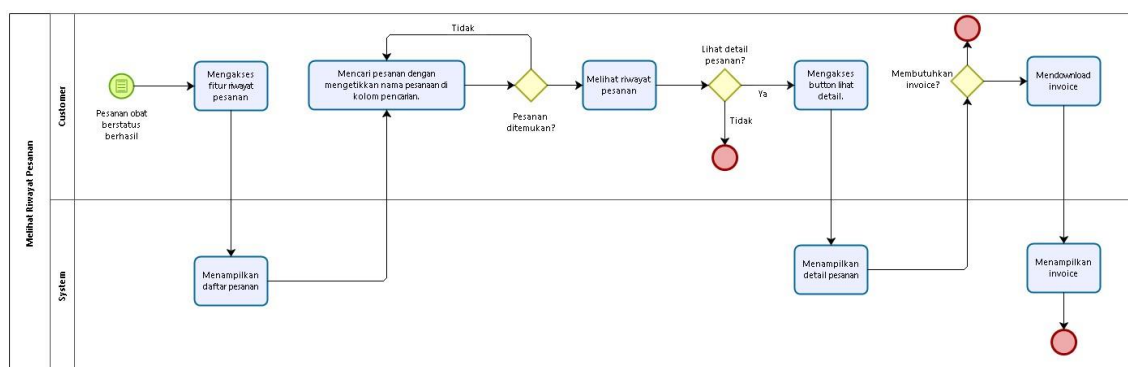 Melihat Riwayat Pesanan
Customer
System
Pesanan obat
berstatus
berhasil
Mengakses
fitur riwayat
pesanan
Menampilkan
daftar pesanan
Mencari pesanan dengan
mengetikkan nama pesanaan di
kolom pencarian.
Tidak
Pesanan
ditemukan?
Melihat riwayat
pesanan
Lihat detail
pesanan?
Ya
Tidak
Mengakses
button lihat
detail.
Menampilkan
detail pesanan
Membutuhkan
invoice?
Mendownload
invoice
Menampilkan
invoice